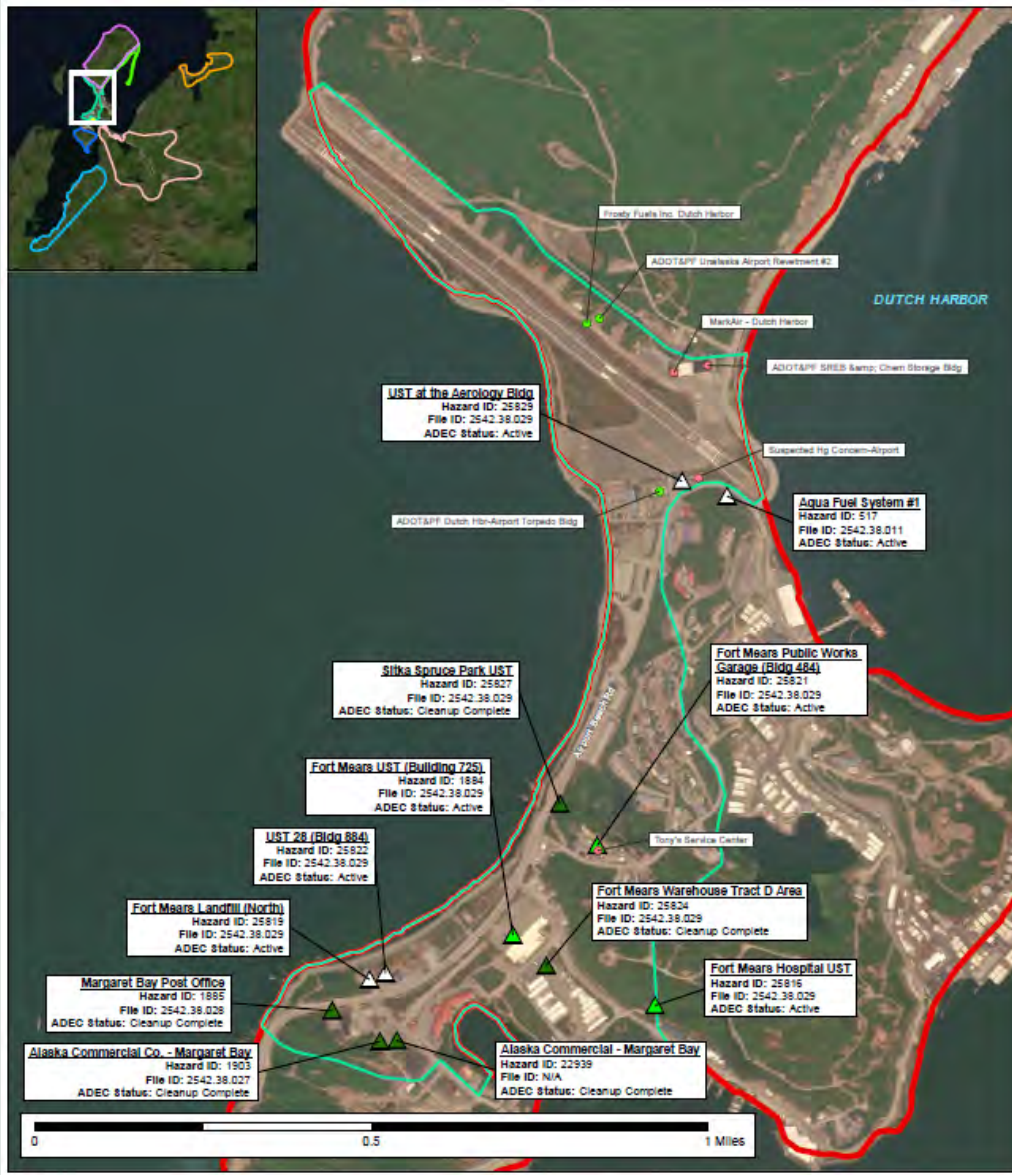 Frosty Fuels Inc. Dutch Harbor
ADOT&PF Unalaska Airport Revetment #2
DUTCH HARBOR
MarkAir - Dutch Harbor
ADOT&PF SREB &amp; Chem Storage Bldg
UST at the Aerology Bldg
Hazard ID: 25829
File ID: 2542.38.029
ADEC Status: Active
Suspected Hg Concern-Airport
ADOT&PF Dutch Hbr-Airport Torpedo Bldg
Aqua Fuel System #1
Hazard ID: 517
File ID: 2542.38.011
ADEC Status: Active
Fort Mears Public Works
Garage (Bldg 484)
Hazard ID: 25821
File ID: 2542.38.029
ADEC Status: Active
Sitka Spruce Park UST
Hazard ID: 25827
File ID: 2542.38.029
ADEC Status: Cleanup Complete
Airport Beach Rd
Fort Mears UST (Building 725)
Hazard ID: 1884
File ID: 2542.38.029
ADEC Status: Active
UST 28 (Bldg 884)
Hazard ID: 25822
File ID: 2542.38.029
ADEC Status: Active
Tony's Service Center
Fort Mears Warehouse Tract D Area
Hazard ID: 25824
File ID: 2542.38.029
ADEC Status: Cleanup Complete
Fort Mears Landfill (North)
Hazard ID: 25819
File ID: 2542.38.029
ADEC Status: Active
Fort Mears Hospital UST
Hazard ID: 25815
File ID: 2542.38.029
ADEC Status: Active
Margaret Bay Post Office
Hazard ID: 1885
File ID: 2542.38.028
ADEC Status: Cleanup Complete
Alaska Commercial Co. - Margaret Bay
Hazard ID: 1903
File ID: 2542.38.027
ADEC Status: Cleanup Complete
Alaska Commercial - Margaret Bay
Hazard ID: 22939
File ID: N/A
ADEC Status: Cleanup Complete
0 0.5 1 Miles